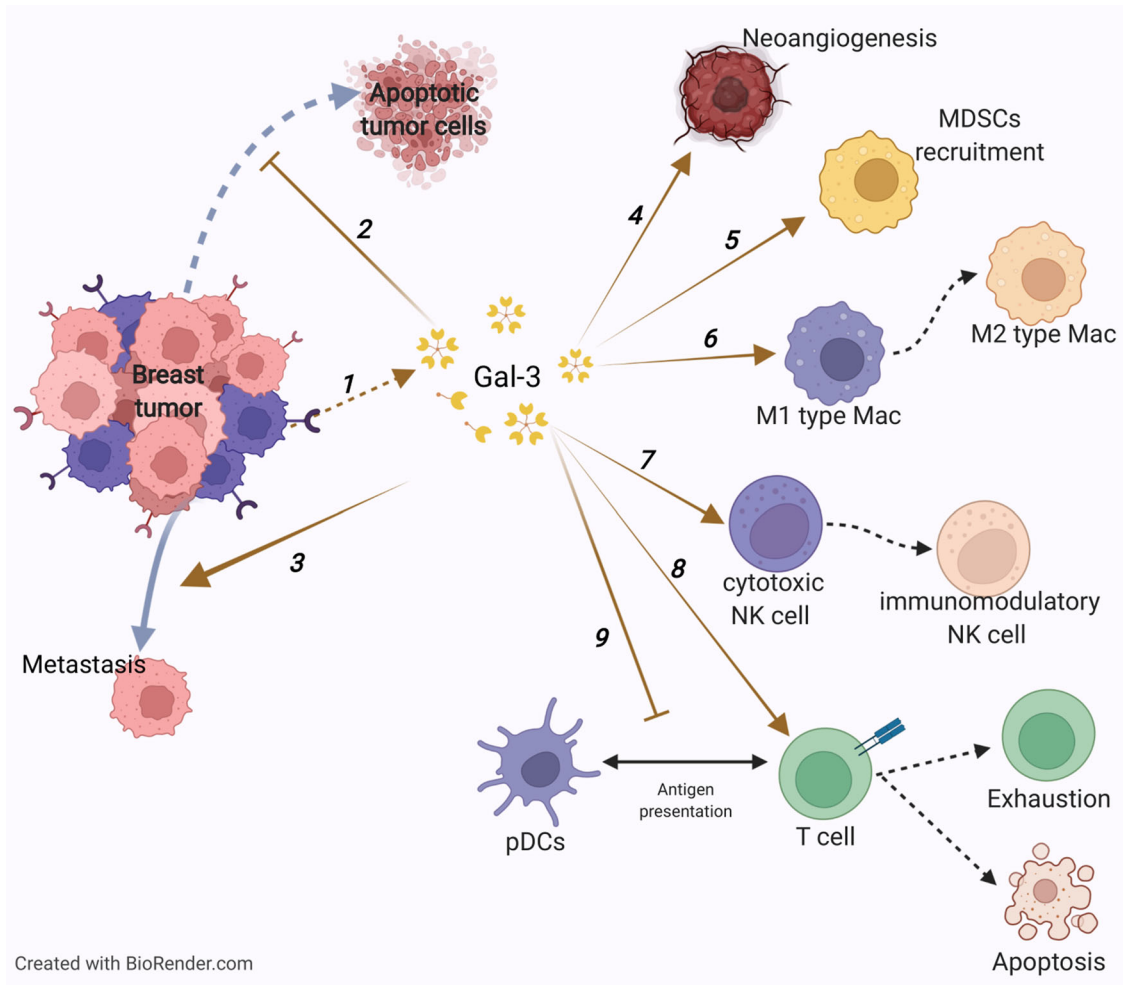 Neoangiogenesis
Apoptotic
tumor cells
MDSCs
recruitment
4
2
5
M2 type Mac
6
Gal-3
Breast
tumor
1
M1 type Mac
7
3
8
cytotoxic
NK cell
immunomodulatory
NK cell
9
Metastasis
Antigen
presentation
Exhaustion
T cell
pDCs
Apoptosis
Created with BioRender.com